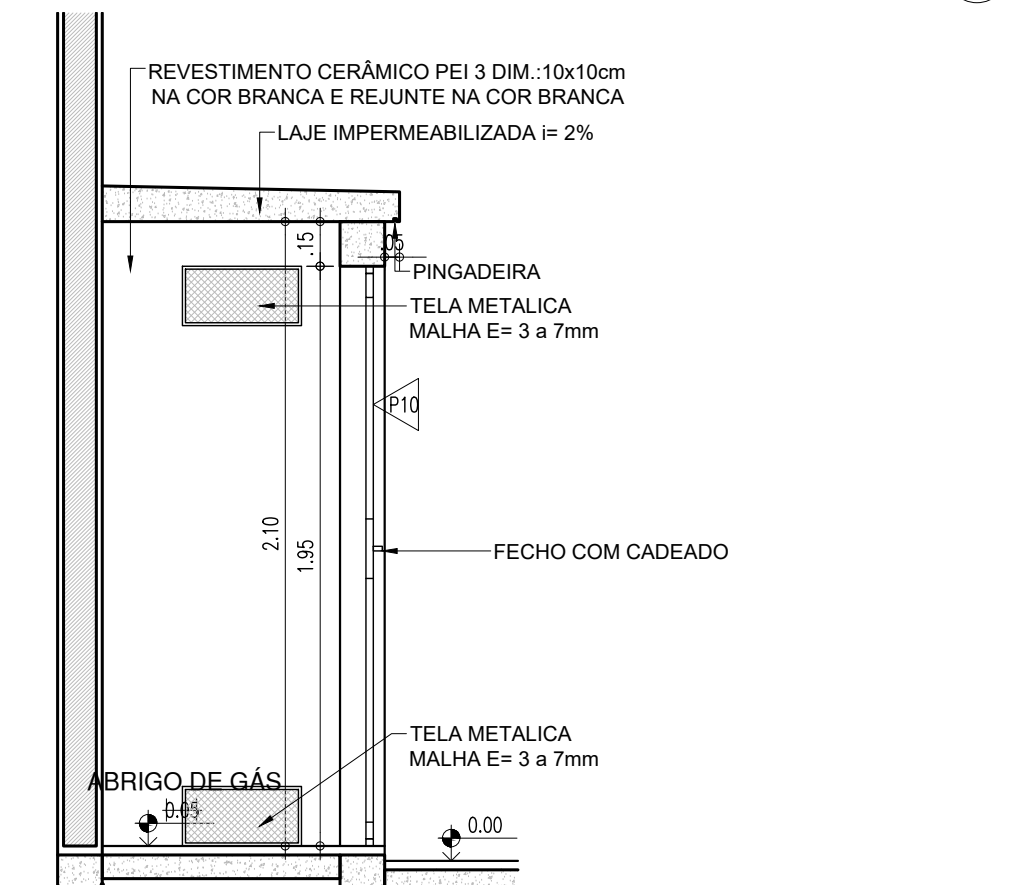 REVESTIMENTO CERÂMICO PEI 3 DIM.:10x10cm
NA COR BRANCA E REJUNTE NA COR BRANCA
LAJE IMPERMEABILIZADA i= 2%
.15
.05
PINGADEIRA
TELA METALICA
MALHA E= 3 a 7mm
P10
2.10
1.95
FECHO COM CADEADO
TELA METALICA
MALHA E= 3 a 7mm
ABRIGO DE GÁS
0.05
0.00